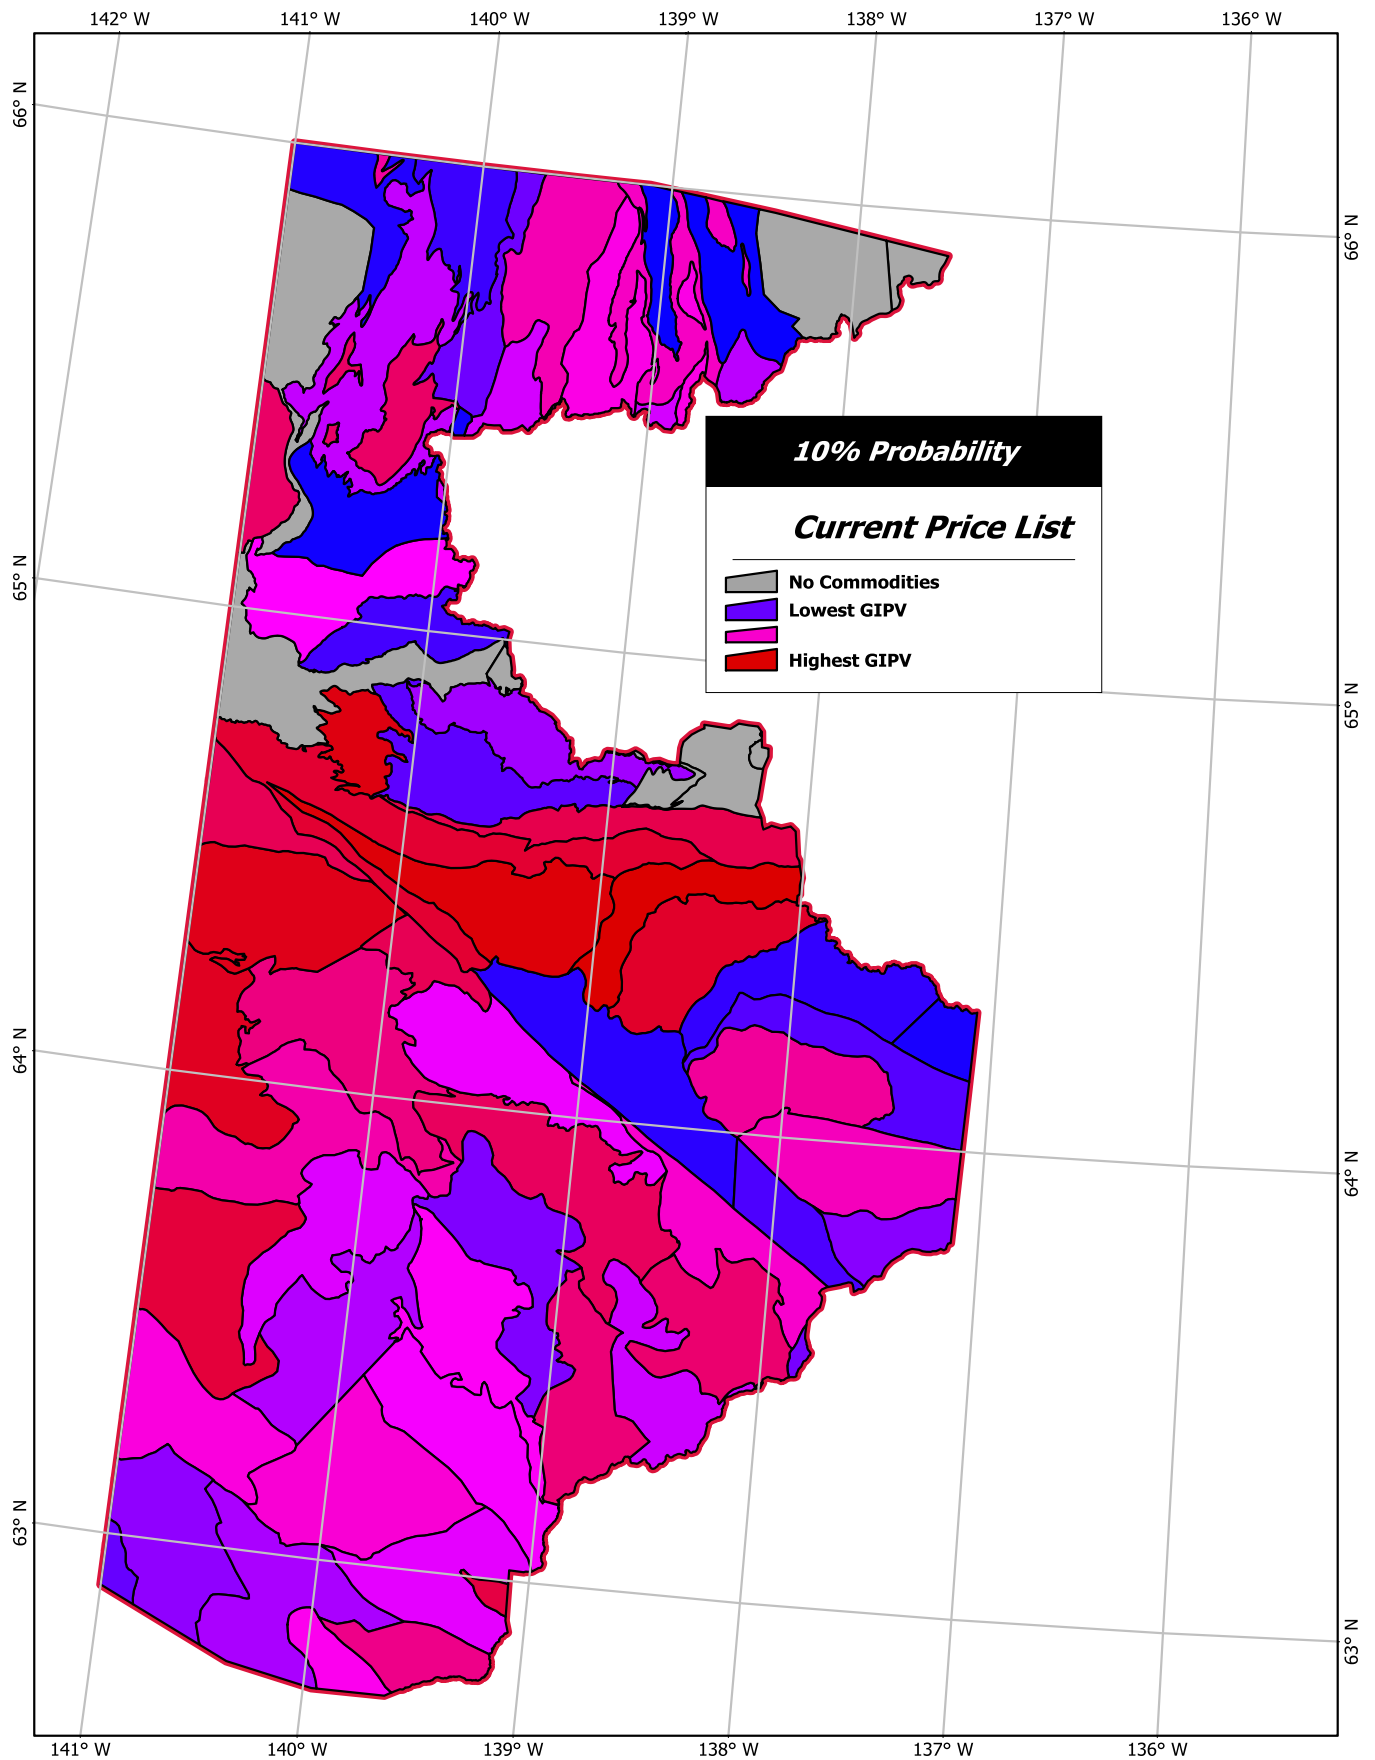 142° W 141° W 140° W 139° W 138° W 137° W 136° W
66° N
66° N
10% Probability
Current Price List
No Commodities
Lowest GIPV
Highest GIPV
65° N
65° N
64° N
64° N
63° N
63° N
141° W 140° W 139° W 138° W 137° W 136° W